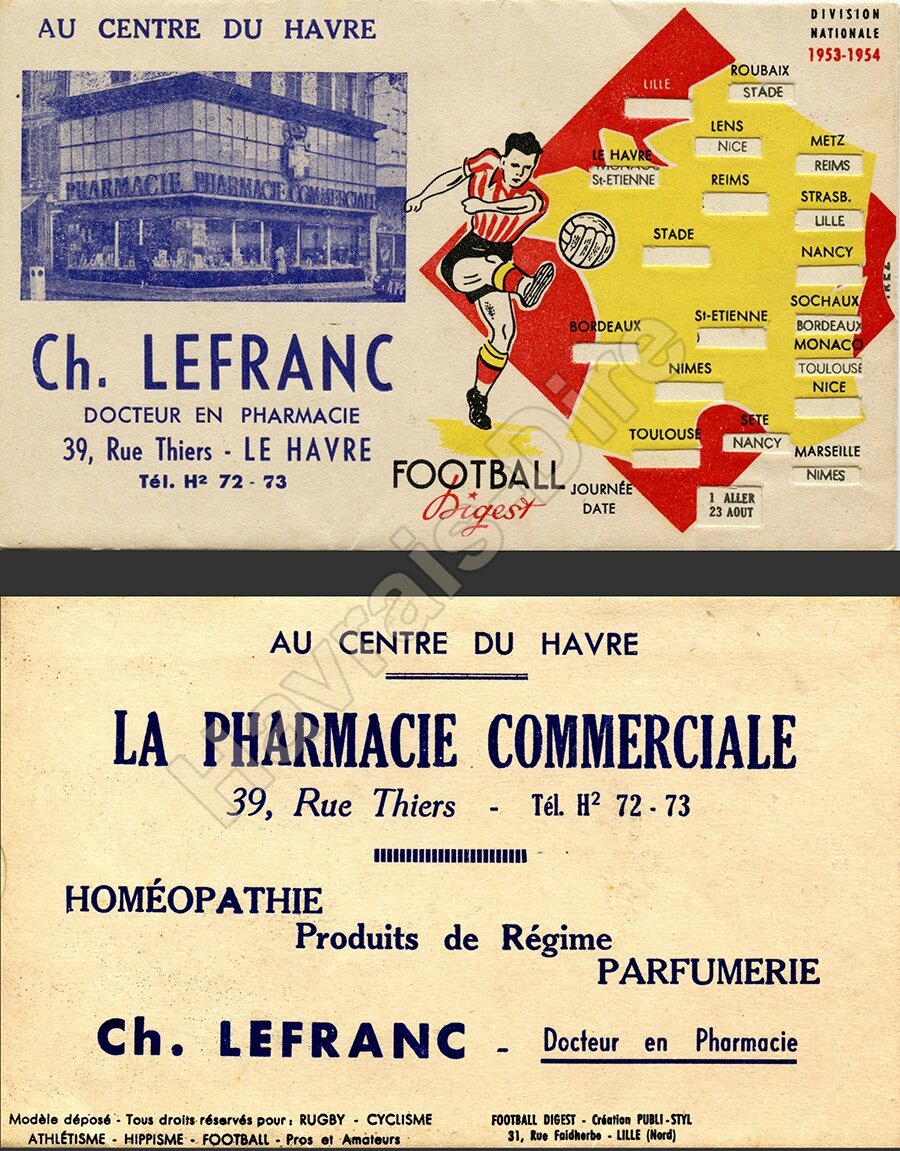 AU CENTRE DU HAVRE
PHARMACIE PHARMACIE COMMERCIALE
Ch. LEFRANC
DOCTEUR EN PHARMACIE
39, Rue Thiers - LE HAVRE
Tél. H² 72 - 73
FOOTBALL
Digest
DIVISION
NATIONALE
1953-1954
LILLE
ROUBAIX
STADE
LENS
NICE
METZ
REIMS
LE HAVRE
MONACO
St-ETIENNE
REIMS
STRASB.
LILLE
STADE
NANCY
SOCHAUX
BORDEAUX
BORDEAUX
St-ETIENNE
MONACO
TOULOUSE
NIMES
NICE
TOULOUSE
SETE
NANCY
MARSEILLE
NIMES
JOURNÉE
DATE
1 ALLER
23 AOUT
Havrais-Dire
AU CENTRE DU HAVRE
LA PHARMACIE COMMERCIALE
39, Rue Thiers - Tél. H² 72 - 73
HOMÉOPATHIE
Produits de Régime
PARFUMERIE
Ch. LEFRANC - Docteur en Pharmacie
Modèle déposé - Tous droits réservés pour : RUGBY - CYCLISME
ATHLÉTISME - HIPPISME - FOOTBALL - Pros et Amateurs
FOOTBALL DIGEST - Création PUBLI-STYL
31, Rue Faidherbe - LILLE (Nord)